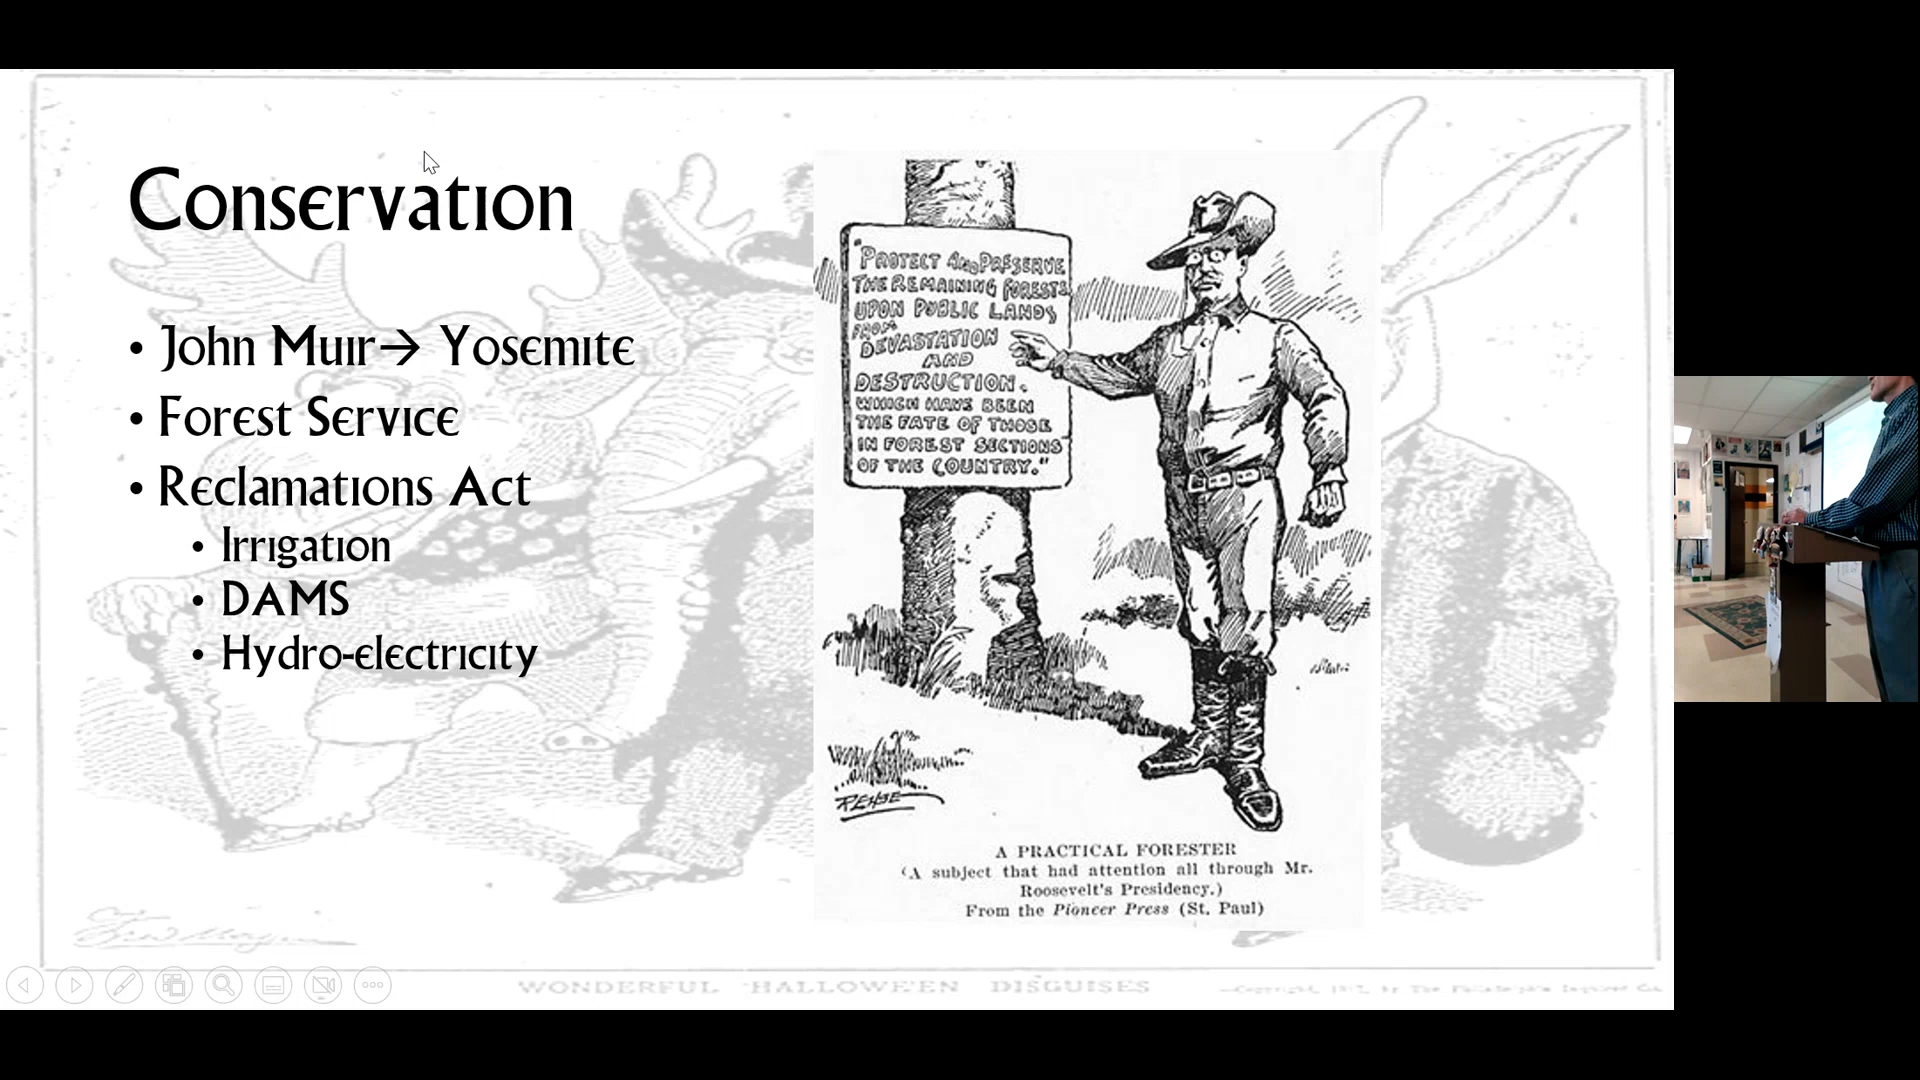 Conservation
• John Muir→ Yosemite
• Forest Service
• Reclamations Act
• Irrigation
• DAMS
• Hydro-electricity
"PROTECT AND PRESERVE
THE REMAINING FORESTS
UPON PUBLIC LANDS
FROM
DEVASTATION
AND
DESTRUCTION.
WHICH HAVE BEEN
THE FATE OF THOSE
IN FOREST SECTIONS
OF THE COUNTRY."
REHSE
A PRACTICAL FORESTER
(A subject that had attention all through Mr.
Roosevelt's Presidency.)
From the Pioneer Press (St. Paul)
WONDERFUL HALLOWE'EN DISGUISES